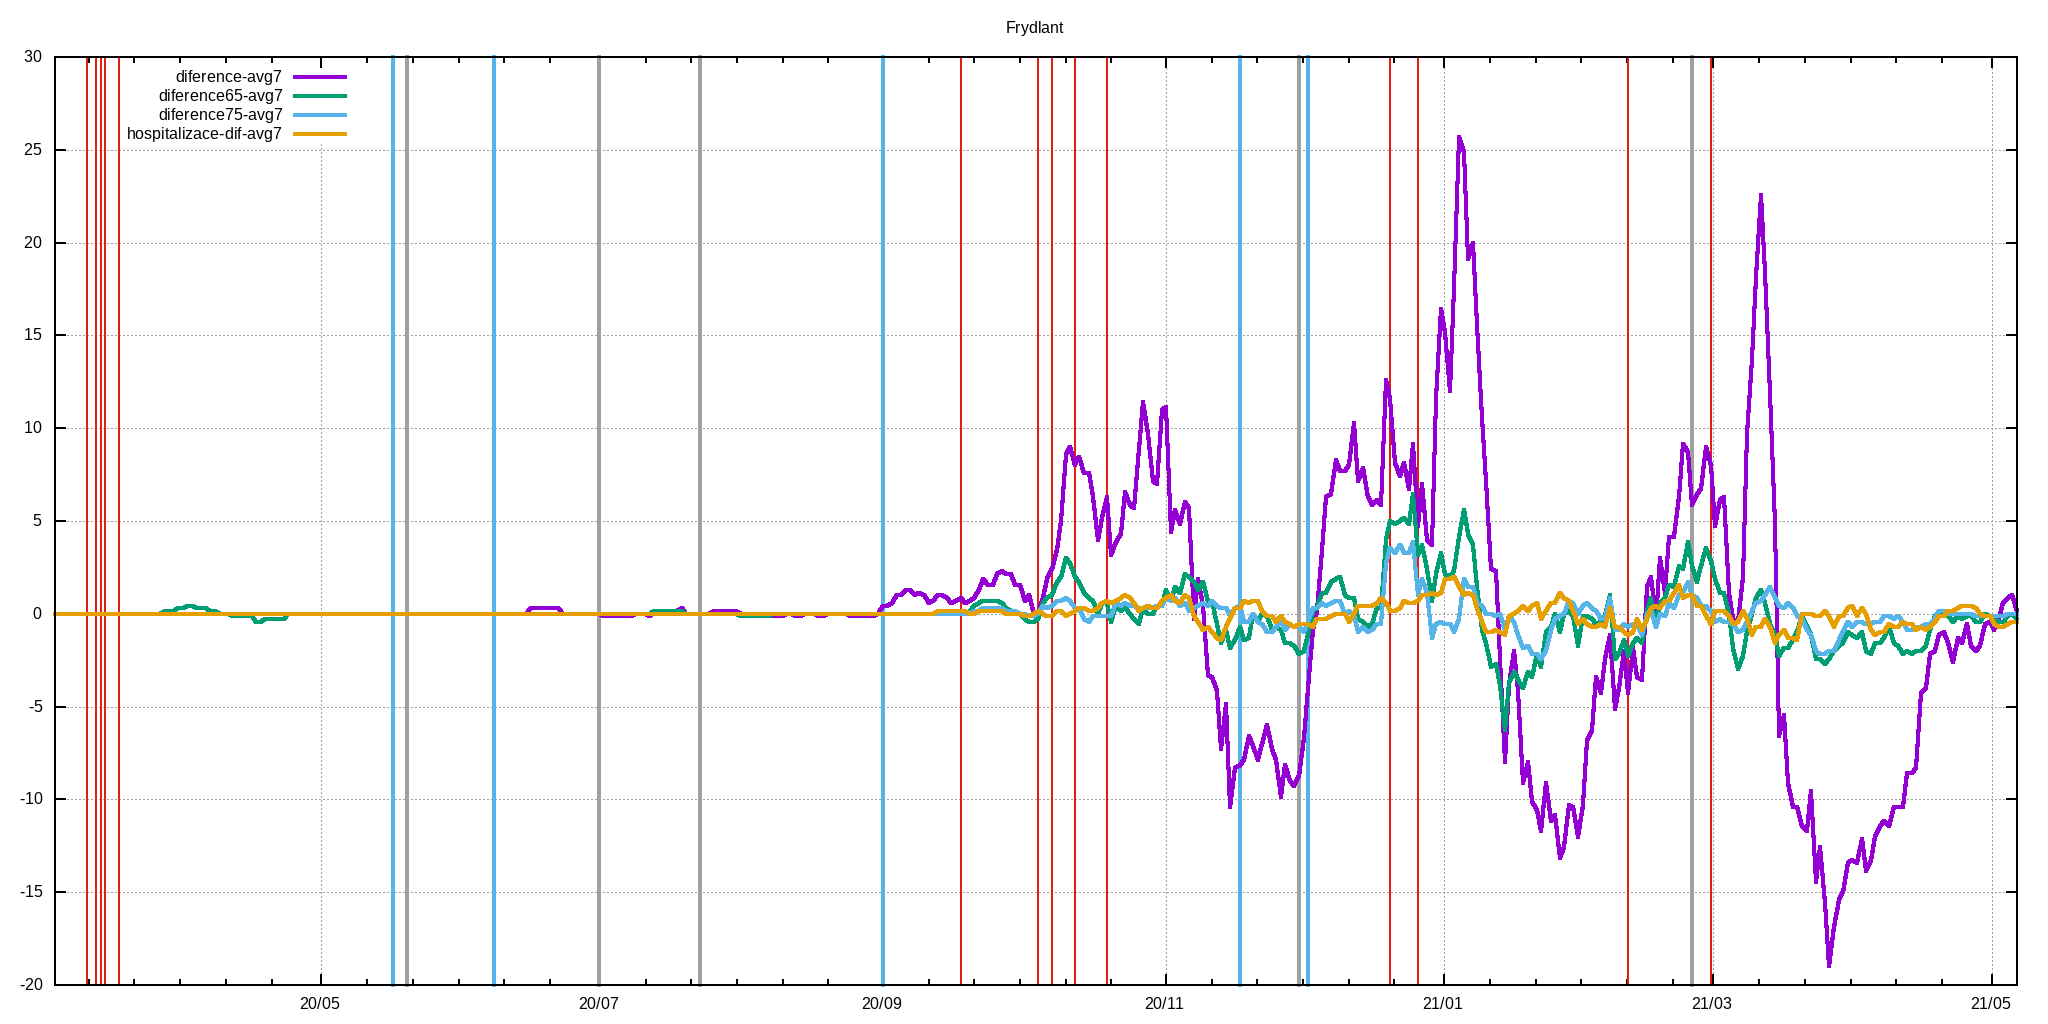 Frydlant
30
diference-avg7
diference65-avg7
diference75-avg7
hospitalizace-dif-avg7
25
20
15
10
5
0
-5
-10
-15
-20
20/05 20/07 20/09 20/11 21/01 21/03 21/05